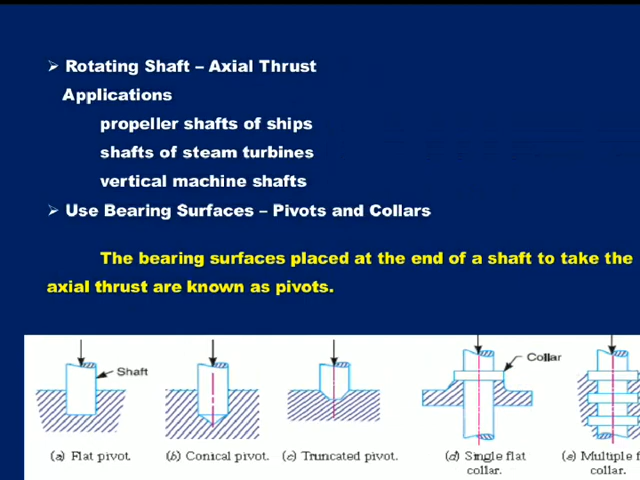 Rotating Shaft – Axial Thrust
Applications
propeller shafts of ships
shafts of steam turbines
vertical machine shafts
Use Bearing Surfaces – Pivots and Collars
The bearing surfaces placed at the end of a shaft to take the
axial thrust are known as pivots.
Shaft
Collar
(a) Flat pivot.
(b) Conical pivot.
(c) Truncated pivot.
(d) Single flat
collar.
(e) Multiple f
collar.